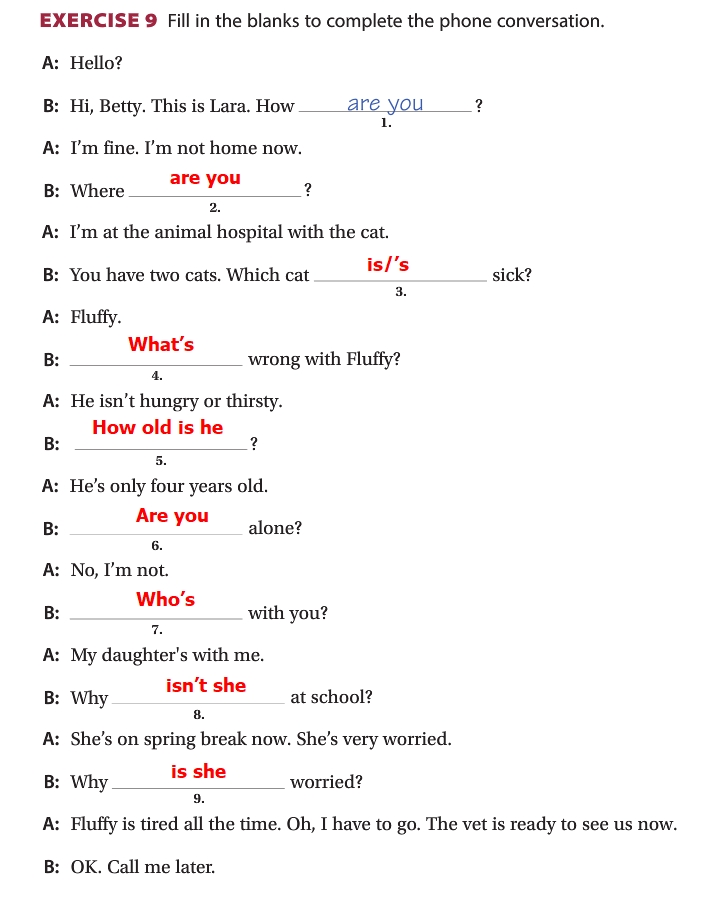 EXERCISE 9 Fill in the blanks to complete the phone conversation.
A: Hello?
B: Hi, Betty. This is Lara. How are you ?
1.
A: I'm fine. I'm not home now.
B: Where are you ?
2.
A: I'm at the animal hospital with the cat.
B: You have two cats. Which cat is/'s sick?
3.
A: Fluffy.
B: What's wrong with Fluffy?
4.
A: He isn't hungry or thirsty.
B: How old is he ?
5.
A: He's only four years old.
B: Are you alone?
6.
A: No, I'm not.
B: Who's with you?
7.
A: My daughter's with me.
B: Why isn't she at school?
8.
A: She's on spring break now. She's very worried.
B: Why is she worried?
9.
A: Fluffy is tired all the time. Oh, I have to go. The vet is ready to see us now.
B: OK. Call me later.